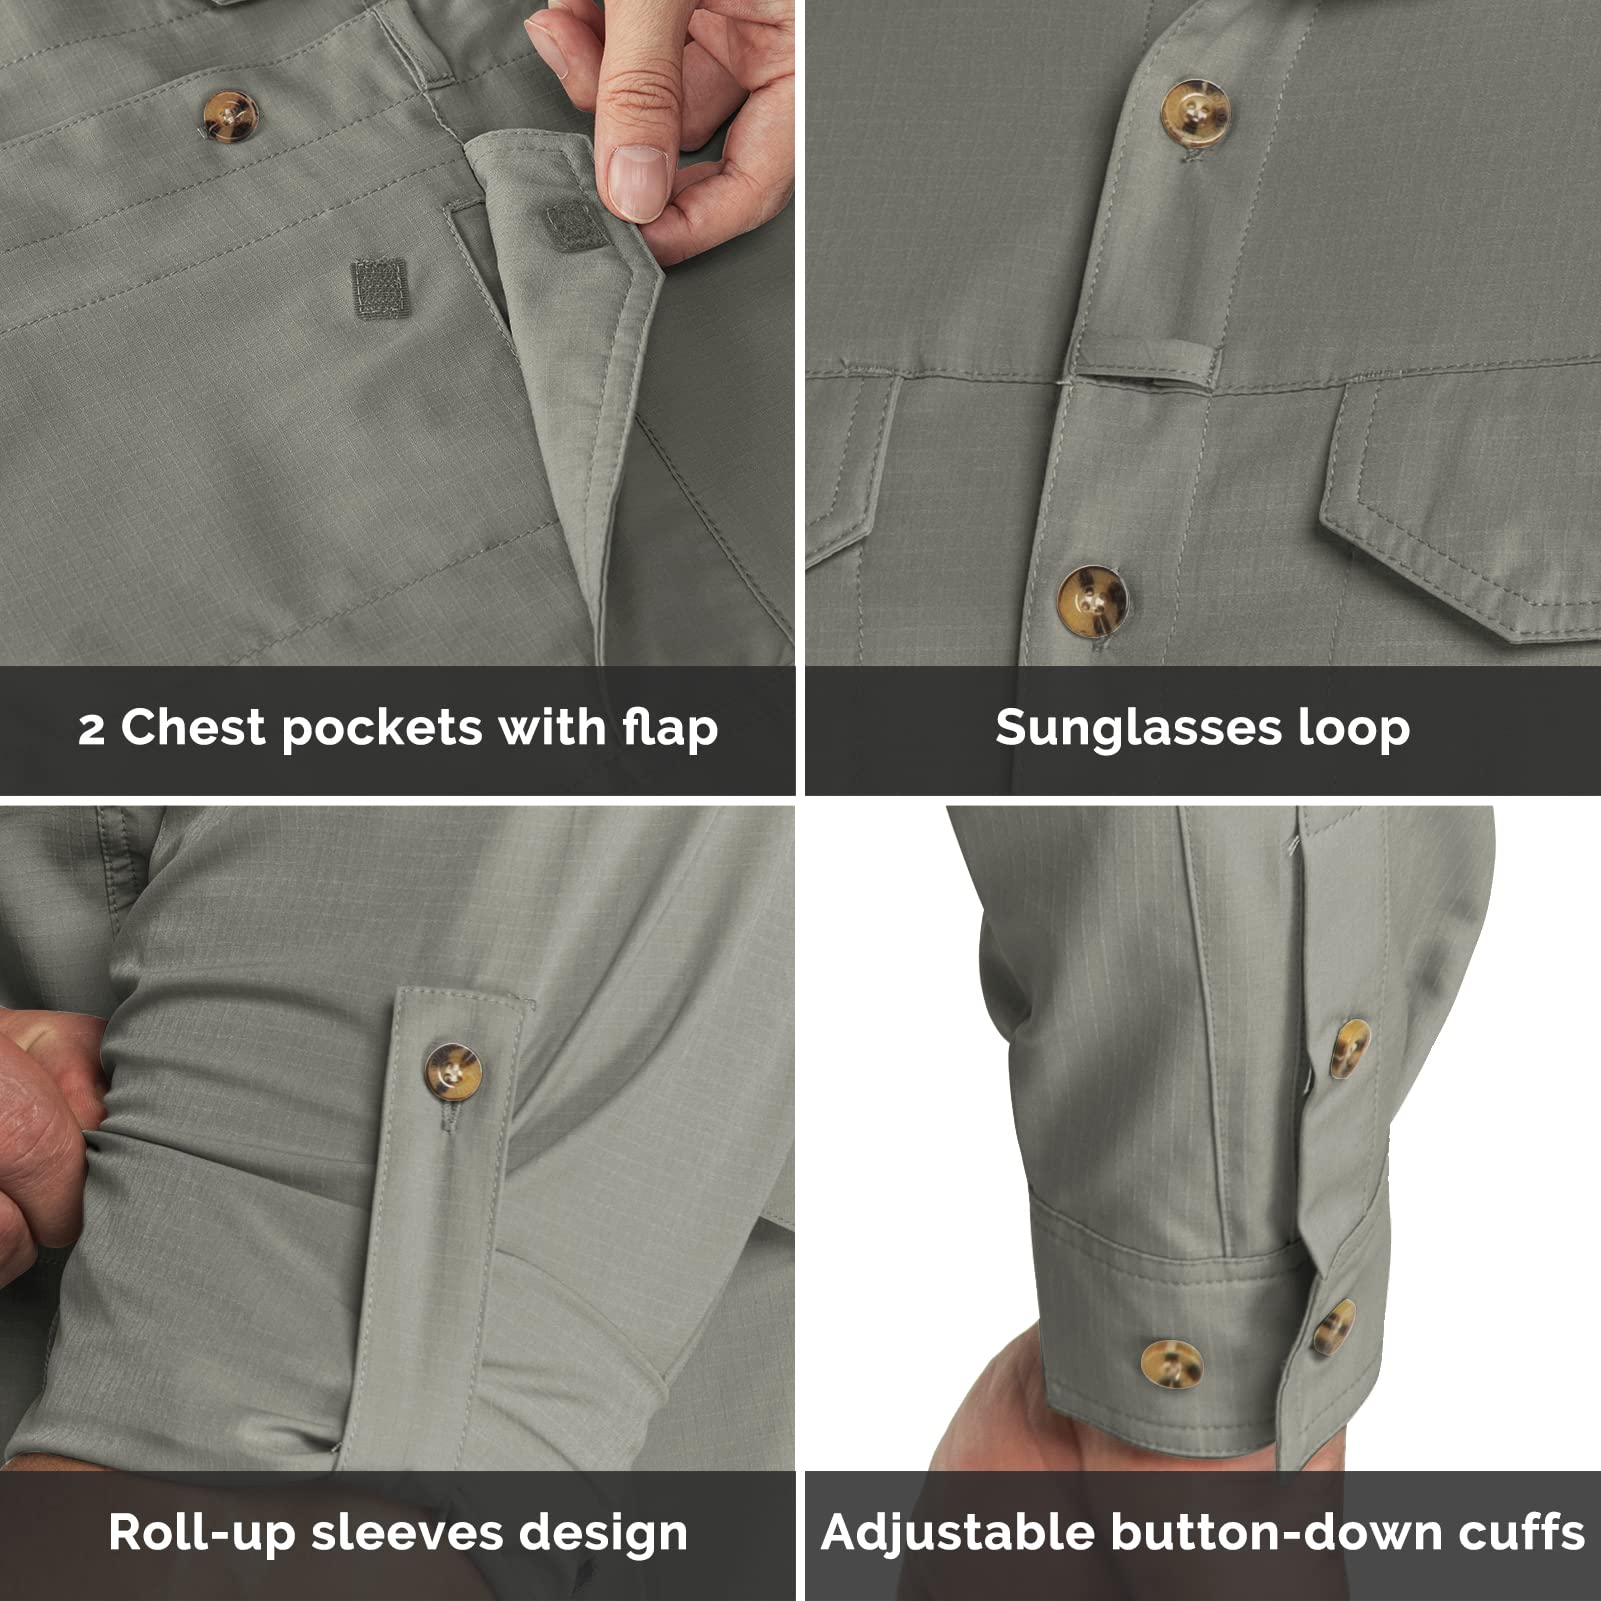 2 Chest pockets with flap
Sunglasses loop
Roll-up sleeves design
Adjustable button-down cuffs